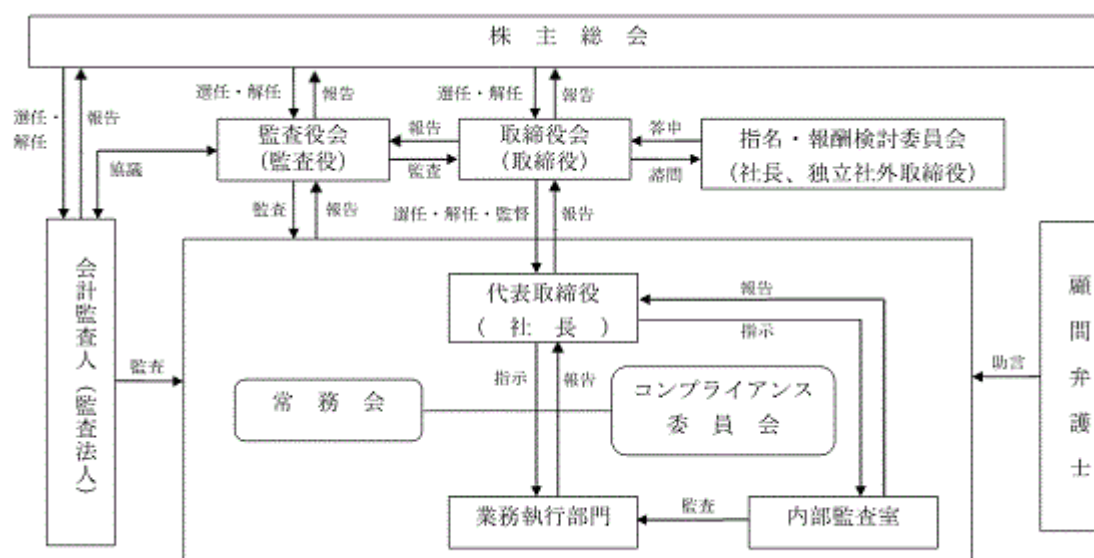 株主総会
選任・解任
報告
選任・解任
報告
選任・
解任
報告
監査役会
(監査役)
報告
監査
取締役会
(取締役)
答申
諮問
指名・報酬検討委員会
(社長、独立社外取締役)
協議
監査
報告
選任・解任・監督
報告
会計監査人(監査法人)
監査
代表取締役
(社長)
報告
指示
指示
報告
常務会
コンプライアンス
委員会
業務執行部門
監査
内部監査室
助言
顧問弁護士